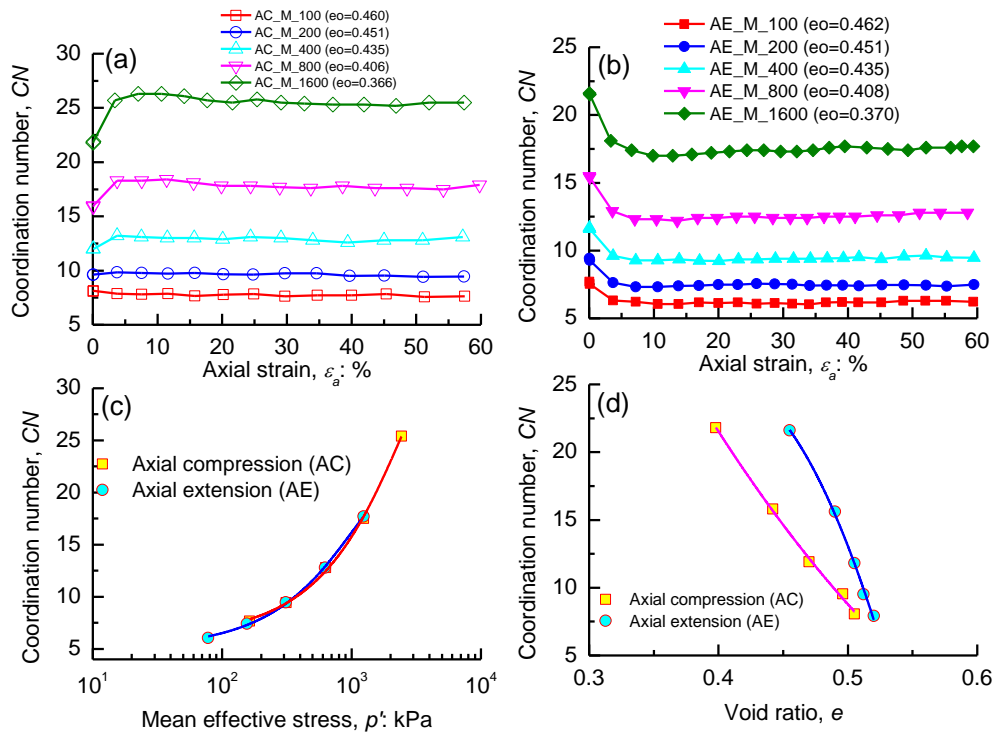 AC_M_100 (eo=0.460)
AC_M_200 (eo=0.451)
AC_M_400 (eo=0.435)
AC_M_800 (eo=0.406)
AC_M_1600 (eo=0.366)
(a)
30
25
20
15
10
5
0 10 20 30 40 50 60
Coordination number, CN
Axial strain, εa: %
AE_M_100 (eo=0.462)
AE_M_200 (eo=0.451)
AE_M_400 (eo=0.435)
AE_M_800 (eo=0.408)
AE_M_1600 (eo=0.370)
(b)
25
20
15
10
5
0 10 20 30 40 50 60
Coordination number, CN
Axial strain, εa: %
(c)
Axial compression (AC)
Axial extension (AE)
30
25
20
15
10
5
10¹ 10² 10³ 10⁴
Coordination number, CN
Mean effective stress, p': kPa
(d)
Axial compression (AC)
Axial extension (AE)
25
20
15
10
5
0.3 0.4 0.5 0.6
Coordination number, CN
Void ratio, e